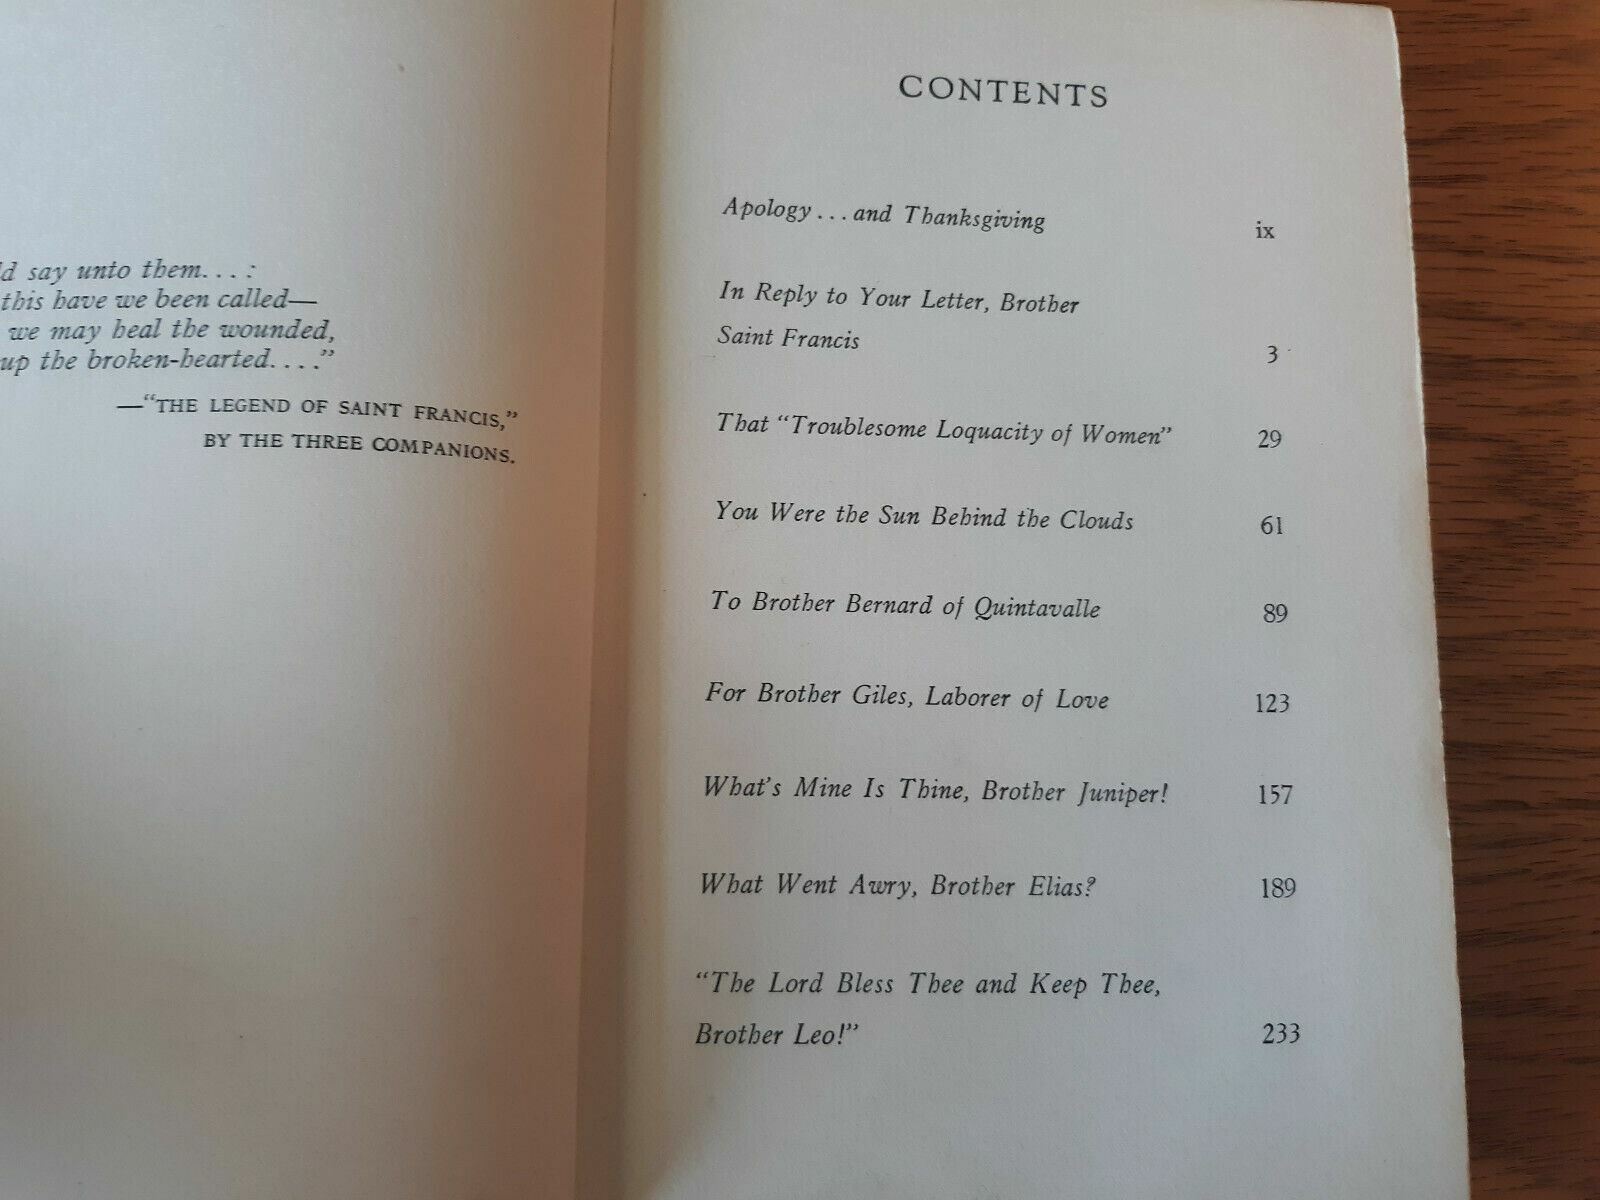 say unto them. . . . :
this have we been called—
we may heal the wounded,
up the broken-hearted. . . ."
—"THE LEGEND OF SAINT FRANCIS,"
BY THE THREE COMPANIONS.
CONTENTS
Apology . . . and Thanksgiving ix
In Reply to Your Letter, Brother
Saint Francis 3
That "Troublesome Loquacity of Women" 29
You Were the Sun Behind the Clouds 61
To Brother Bernard of Quintavalle 89
For Brother Giles, Laborer of Love 123
What's Mine Is Thine, Brother Juniper! 157
What Went Awry, Brother Elias? 189
"The Lord Bless Thee and Keep Thee,
Brother Leo!" 233